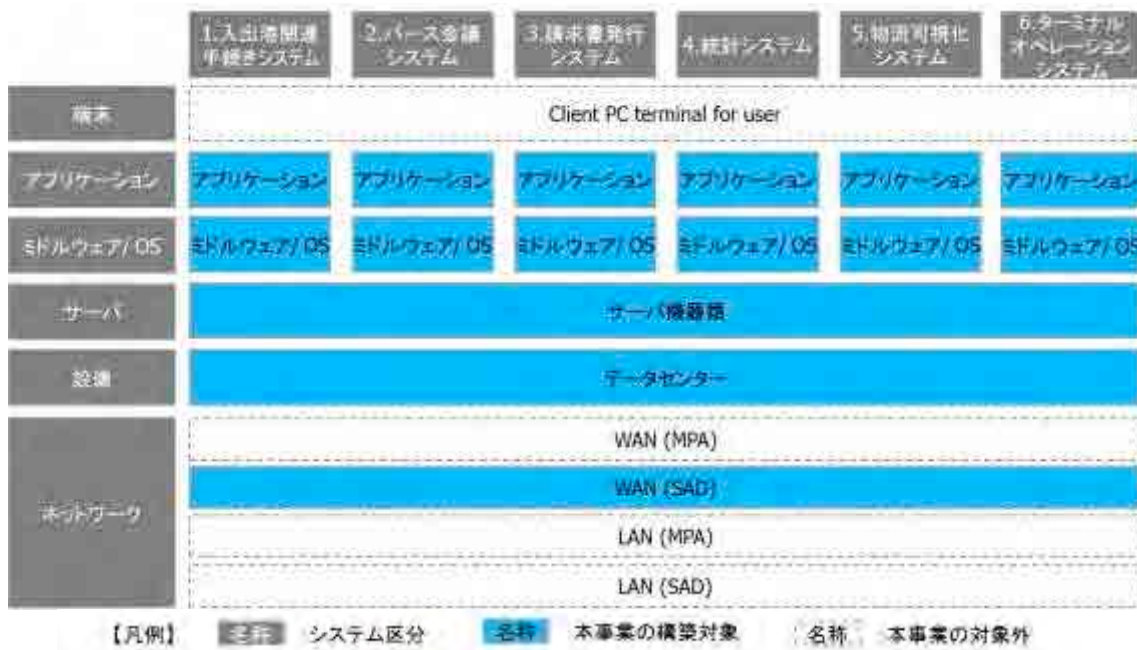 1.入出港関連
手続きシステム
2.バース会議
システム
3.請求書発行
システム
4.統計システム
5.物流可視化
システム
6.ターミナル
オペレーション
システム
端末
Client PC terminal for user
アプリケーション
アプリケーション
アプリケーション
アプリケーション
アプリケーション
アプリケーション
アプリケーション
ミドルウェア/ OS
ミドルウェア/ OS
ミドルウェア/ OS
ミドルウェア/ OS
ミドルウェア/ OS
ミドルウェア/ OS
ミドルウェア/ OS
サーバ
サーバ機器類
設備
データセンター
ネットワーク
WAN (MPA)
WAN (SAD)
LAN (MPA)
LAN (SAD)
【凡例】
名称 システム区分
名称 本事業の構築対象
名称 本事業の対象外